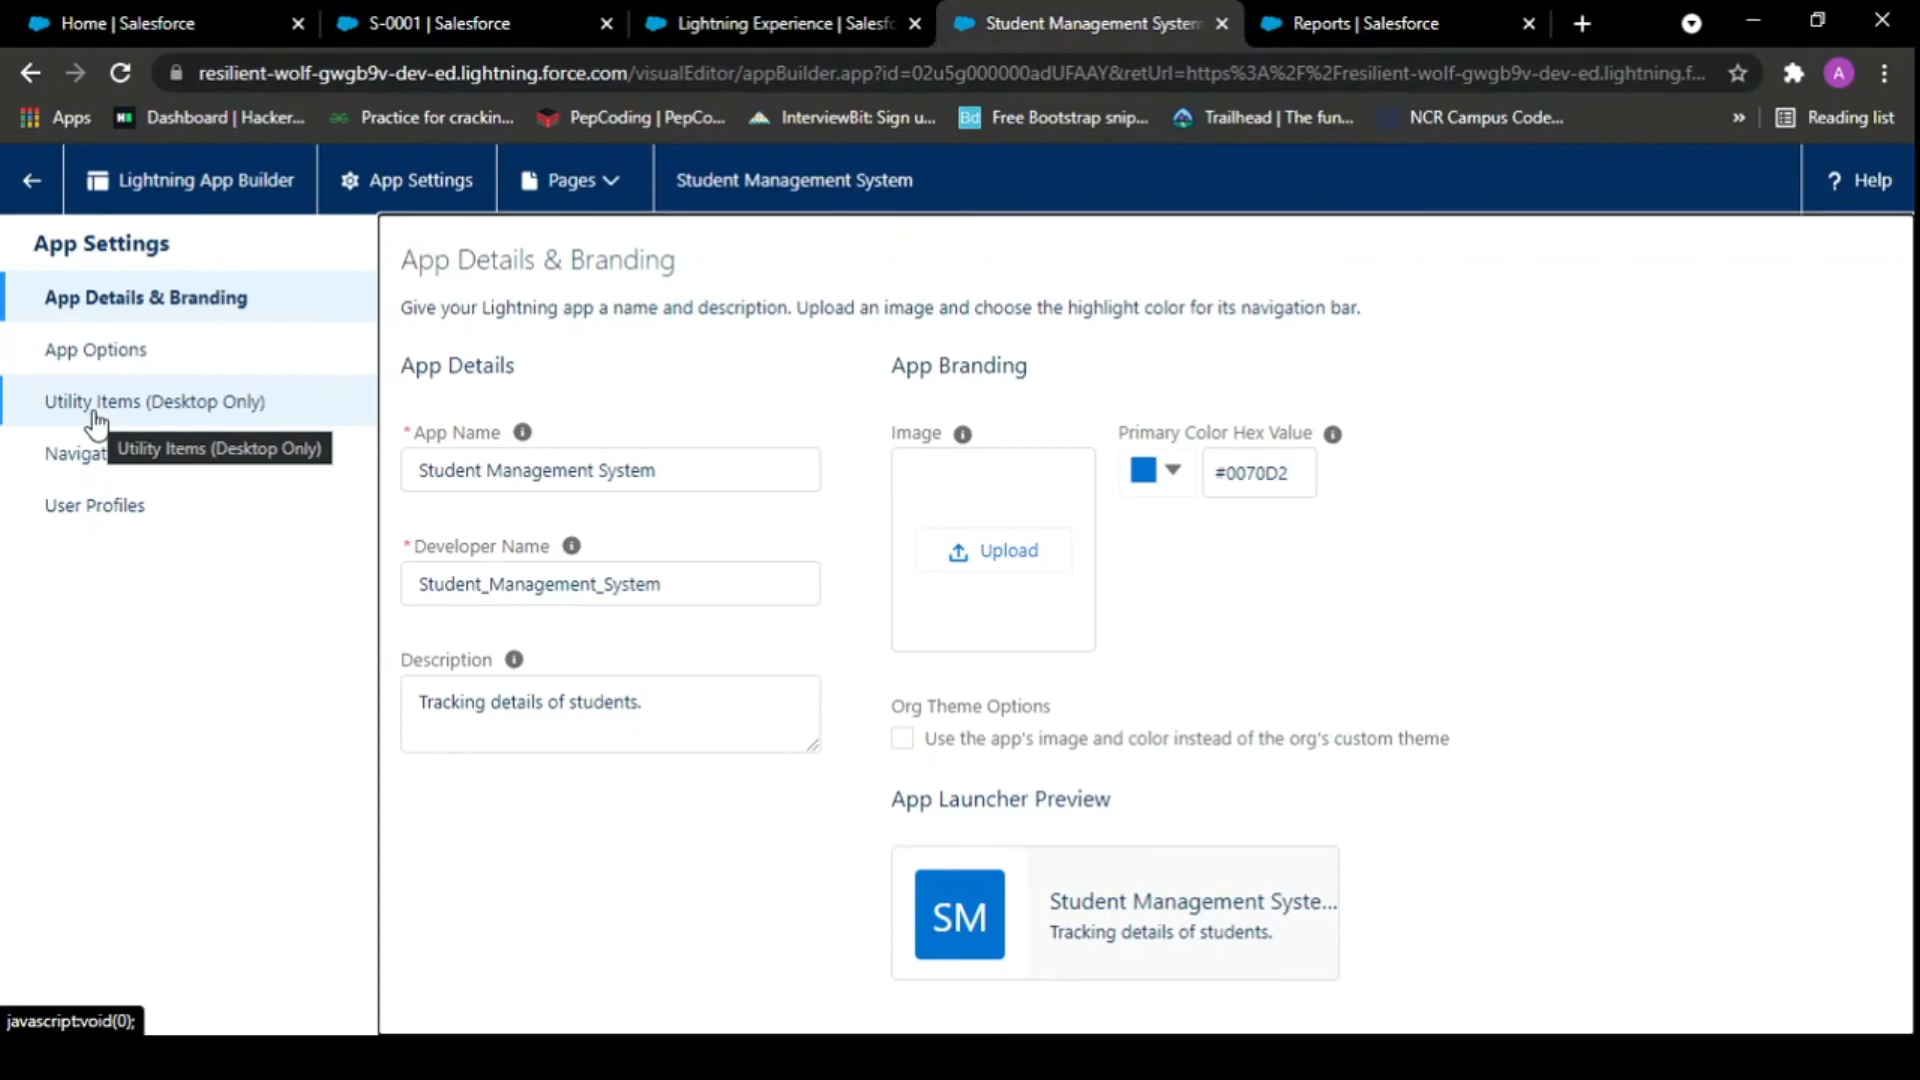 Home | Salesforce
S-0001 | Salesforce
Lightning Experience | Salesfo
Student Management System
Reports | Salesforce
resilient-wolf-gwgb9v-dev-ed.lightning.force.com/visualEditor/appBuilder.app?id=02u5g000000adUFAAY&retUrl=https%3A%2F%2Fresilient-wolf-gwgb9v-dev-ed.lightning.f...
A
Apps
Dashboard | Hacker...
Practice for crackin...
PepCoding | PepCo...
InterviewBit: Sign u...
Bd
Free Bootstrap snip...
Trailhead | The fun...
NCR Campus Code...
»
Reading list
Lightning App Builder
App Settings
Pages
Student Management System
? Help
App Settings
App Details & Branding
App Options
Utility Items (Desktop Only)
Utility Items (Desktop Only)
Navigat
User Profiles
App Details & Branding
Give your Lightning app a name and description. Upload an image and choose the highlight color for its navigation bar.
App Details
*App Name
Student Management System
*Developer Name
Student_Management_System
Description
Tracking details of students.
App Branding
Image
Upload
Primary Color Hex Value
#0070D2
Org Theme Options
Use the app's image and color instead of the org's custom theme
App Launcher Preview
SM
Student Management Syste...
Tracking details of students.
javascript:void(0);